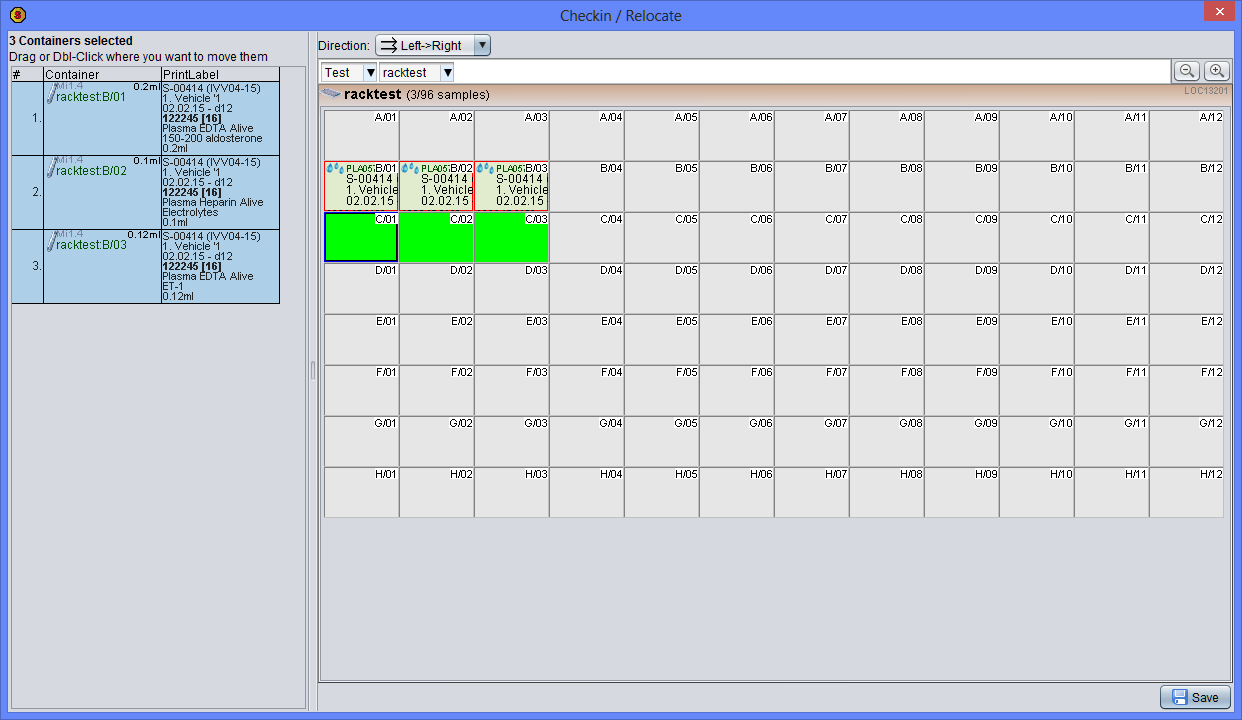 Checkin / Relocate
3 Containers selected
Drag or Dbl-Click where you want to move them
# Container PrintLabel
1.
Mi1.4 0.2ml
racktest:B/01
S-00414 (IVV04-15)
1. Vehicle '1
02.02.15 - d12
122245 [16]
Plasma EDTA Alive
150-200 aldosterone
0.2ml
2.
Mi1.4 0.1ml
racktest:B/02
S-00414 (IVV04-15)
1. Vehicle '1
02.02.15 - d12
122245 [16]
Plasma Heparin Alive
Electrolytes
0.1ml
3.
Mi1.4 0.12ml
racktest:B/03
S-00414 (IVV04-15)
1. Vehicle '1
02.02.15 - d12
122245 [16]
Plasma EDTA Alive
ET-1
0.12ml
Direction: Left->Right
Test racktest
racktest (3/96 samples) LOC13201
A/01 A/02 A/03 A/04 A/05 A/06 A/07 A/08 A/09 A/10 A/11 A/12
PLA05 B/01 PLA05 B/02 PLA05 B/03 B/04 B/05 B/06 B/07 B/08 B/09 B/10 B/11 B/12
S-00414 S-00414 S-00414
1. Vehicle 1. Vehicle 1. Vehicle
02.02.15 02.02.15 02.02.15
C/01 C/02 C/03 C/04 C/05 C/06 C/07 C/08 C/09 C/10 C/11 C/12
D/01 D/02 D/03 D/04 D/05 D/06 D/07 D/08 D/09 D/10 D/11 D/12
E/01 E/02 E/03 E/04 E/05 E/06 E/07 E/08 E/09 E/10 E/11 E/12
F/01 F/02 F/03 F/04 F/05 F/06 F/07 F/08 F/09 F/10 F/11 F/12
G/01 G/02 G/03 G/04 G/05 G/06 G/07 G/08 G/09 G/10 G/11 G/12
H/01 H/02 H/03 H/04 H/05 H/06 H/07 H/08 H/09 H/10 H/11 H/12
Save